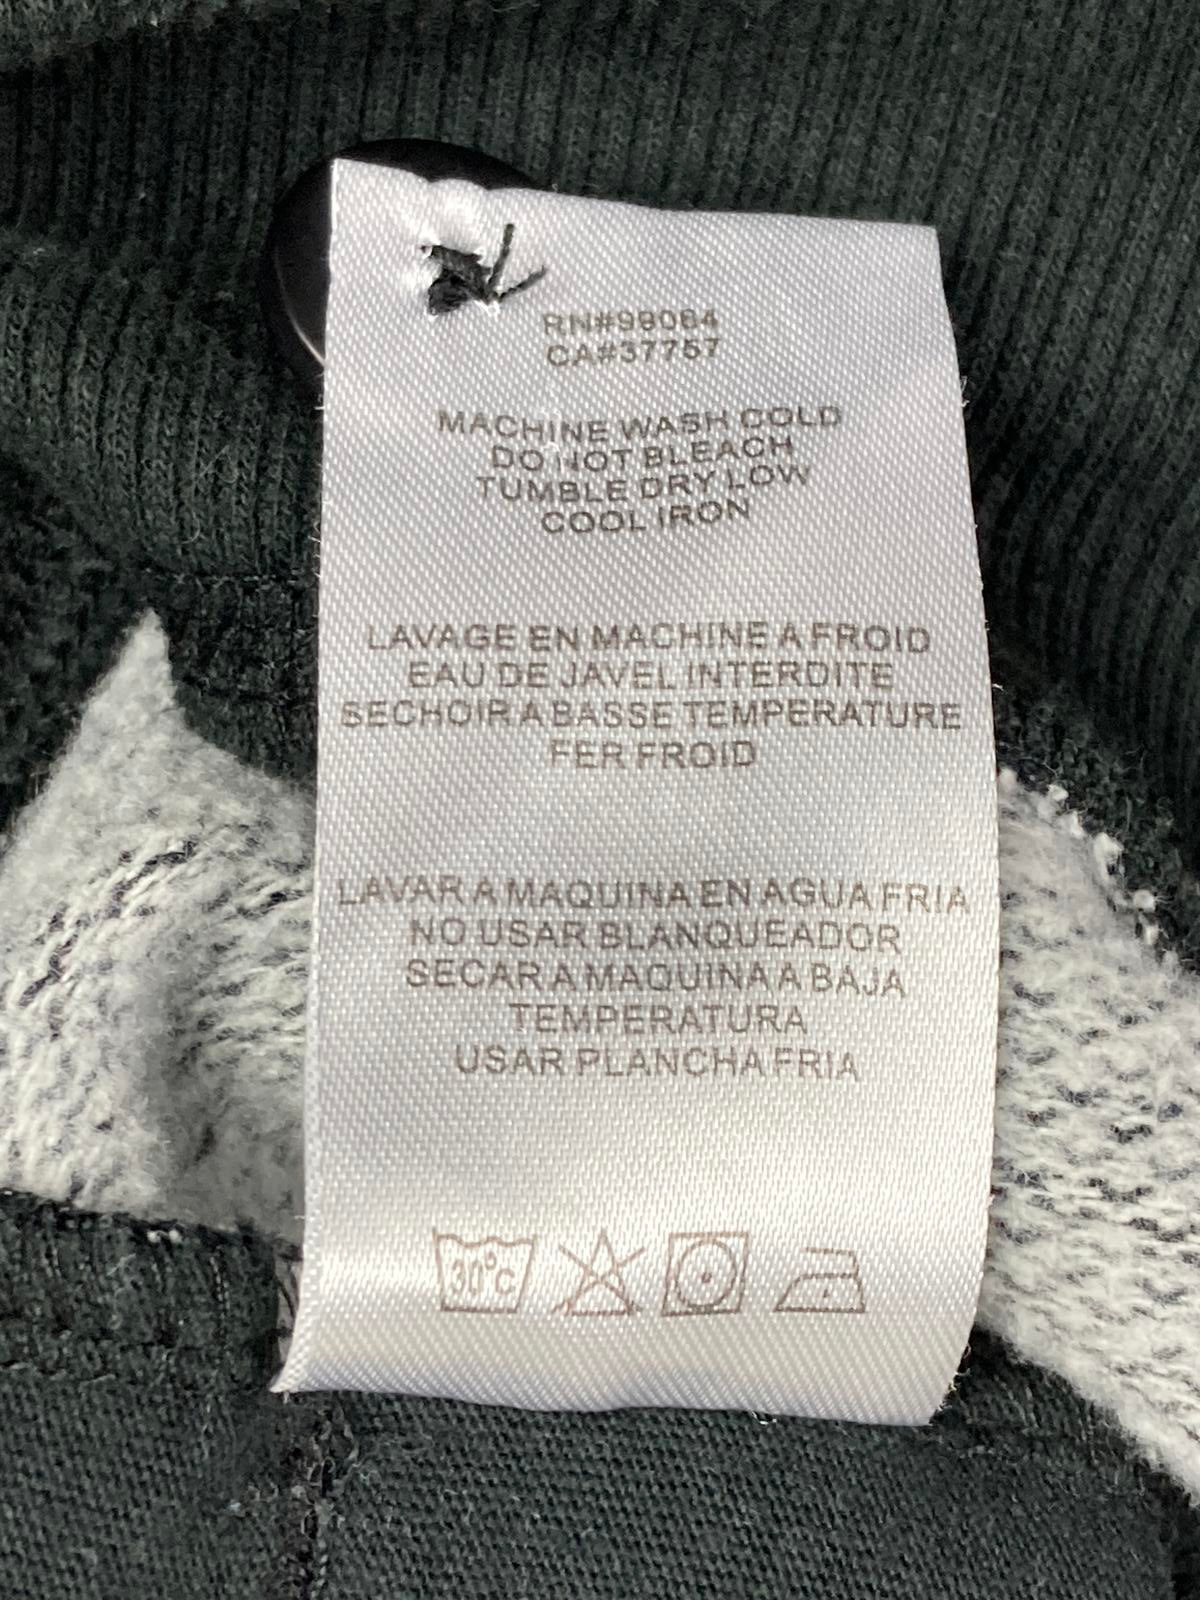 RN#99064
CA#37757
MACHINE WASH COLD
DO NOT BLEACH
TUMBLE DRY LOW
COOL IRON
LAVAGE EN MACHINE A FROID
EAU DE JAVEL INTERDITE
SECHOIR A BASSE TEMPERATURE
FER FROID
LAVAR A MAQUINA EN AGUA FRIA
NO USAR BLANQUEADOR
SECAR A MAQUINA A BAJA
TEMPERATURA
USAR PLANCHA FRIA
30°C